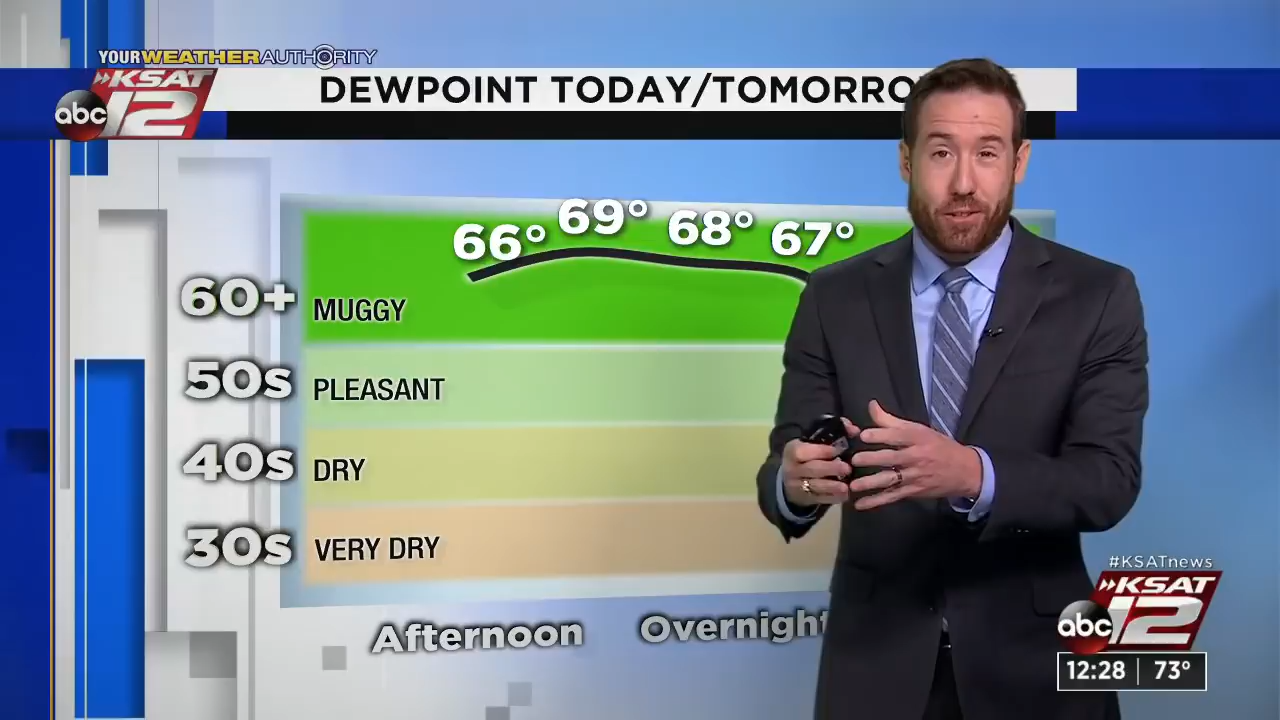 YOURWEATHERAUTHORITY
KSAT
abc 12
DEWPOINT TODAY/TOMORRO
66° 69° 68° 67°
60+ MUGGY
50s PLEASANT
40s DRY
30s VERY DRY
Afternoon Overnight
#KSATnews
KSAT
abc 12
12:28 73°